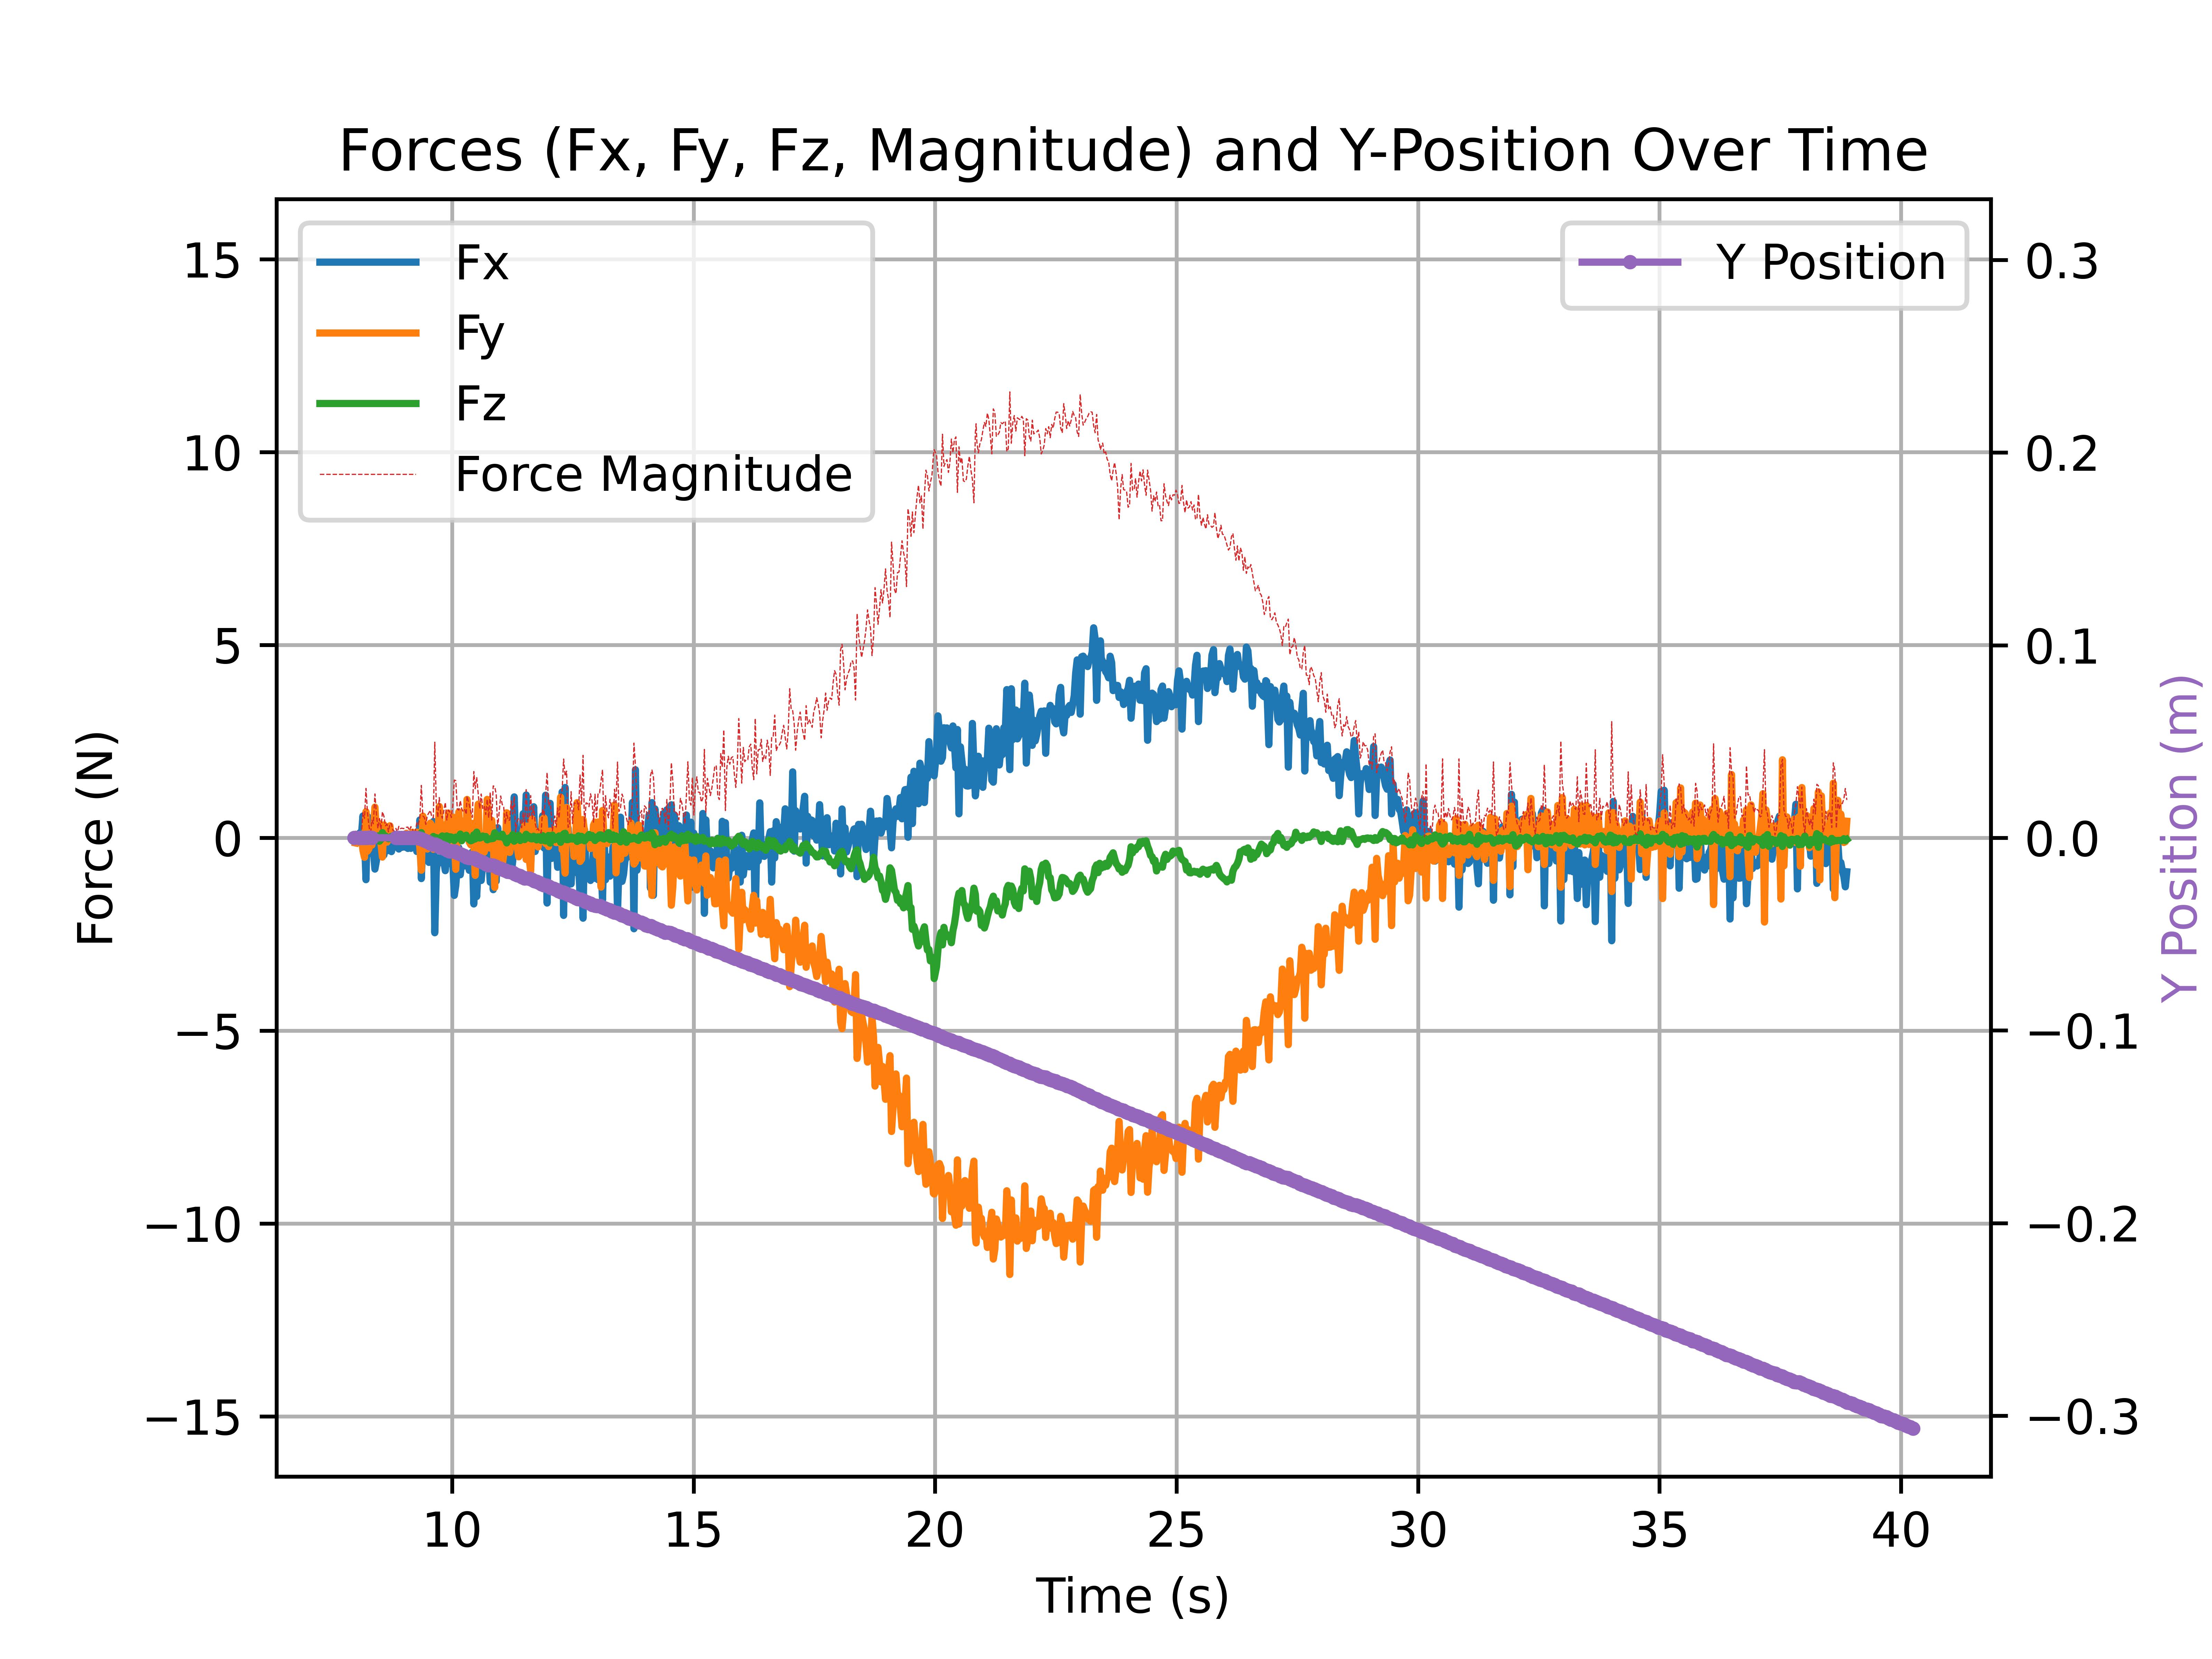 Forces (Fx, Fy, Fz, Magnitude) and Y-Position Over Time
Fx
Fy
Fz
Force Magnitude
Y Position
15
10
5
0
−5
−10
−15
Force (N)
0.3
0.2
0.1
0.0
−0.1
−0.2
−0.3
Y Position (m)
10 15 20 25 30 35 40
Time (s)